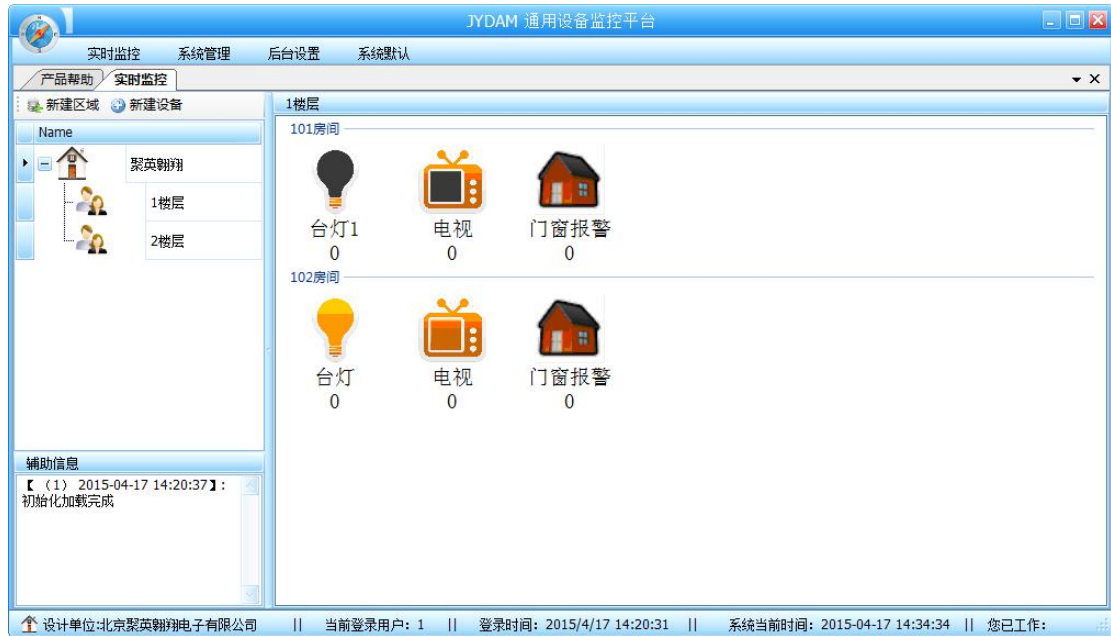 JYDAM 通用设备监控平台
实时监控 系统管理 后台设置 系统默认
产品帮助 实时监控
新建区域 新建设备
Name
聚英翱翔
1楼层
2楼层
1楼层
101房间
台灯1 电视 门窗报警
0 0 0
102房间
台灯 电视 门窗报警
0 0 0
辅助信息
【 （1） 2015-04-17 14:20:37】:
初始化加载完成
设计单位:北京聚英翱翔电子有限公司 || 当前登录用户：1 || 登录时间：2015/4/17 14:20:31 || 系统当前时间：2015-04-17 14:34:34 || 您已工作：